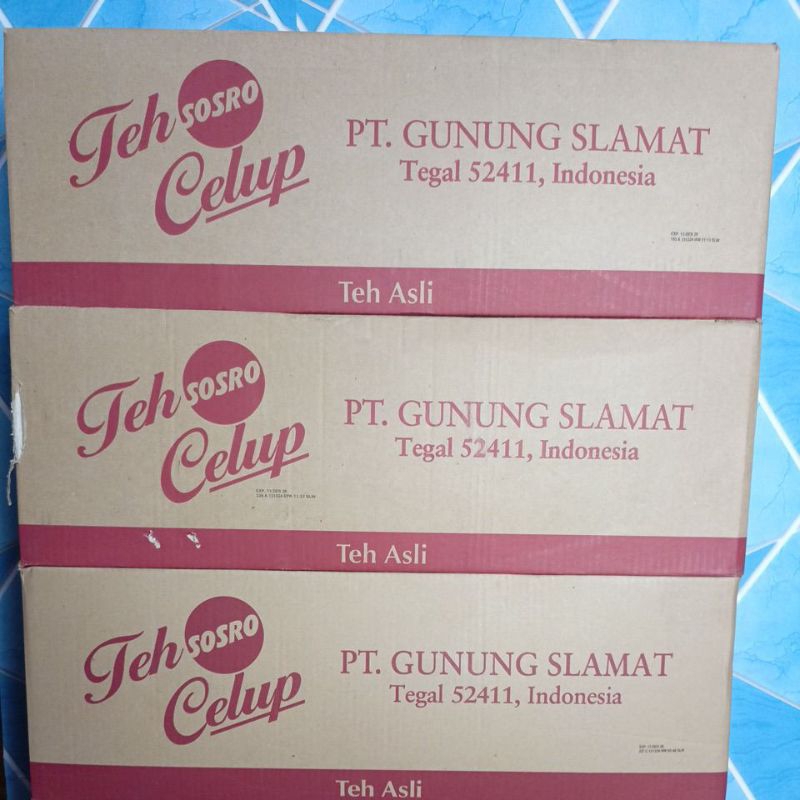 Teh SOSRO
Celup
PT. GUNUNG SLAMAT
Tegal 52411, Indonesia
Teh Asli
Teh SOSRO
Celup
PT. GUNUNG SLAMAT
Tegal 52411, Indonesia
Teh Asli
Teh SOSRO
Celup
PT. GUNUNG SLAMAT
Tegal 52411, Indonesia
Teh Asli